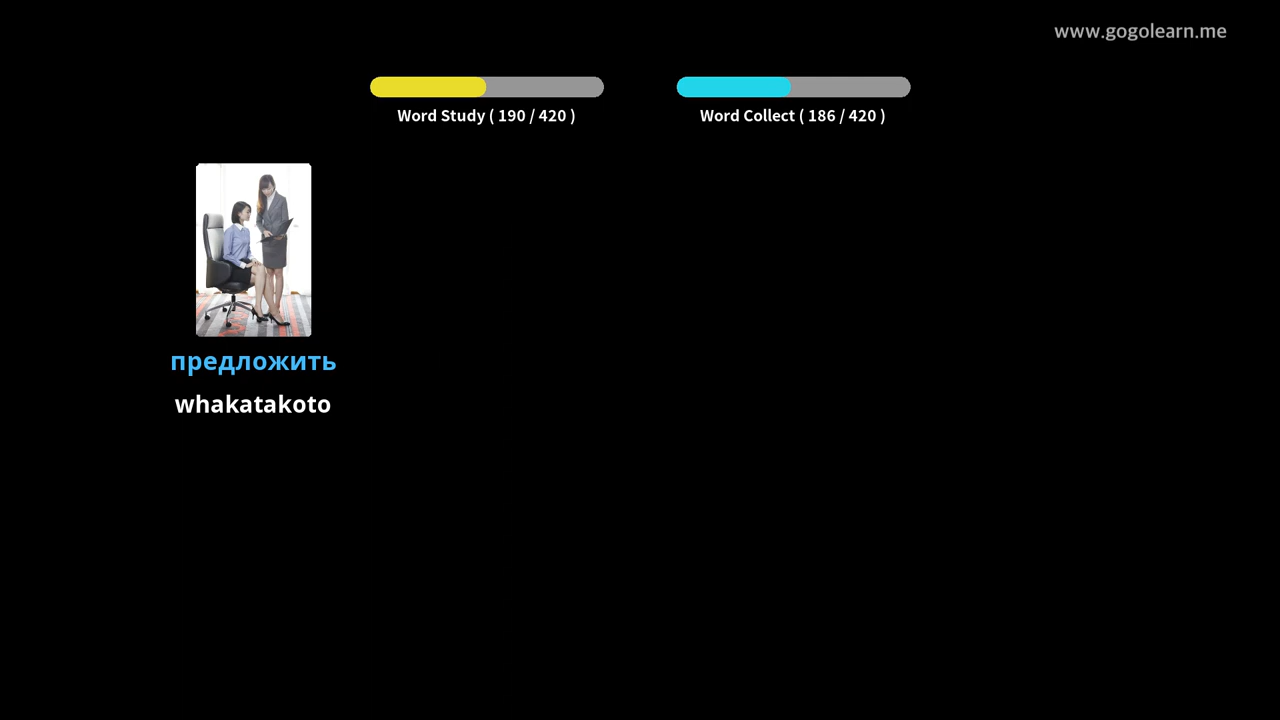 www.gogolearn.me
Word Study ( 190 / 420 )
Word Collect ( 186 / 420 )
предложить
whakatakoto